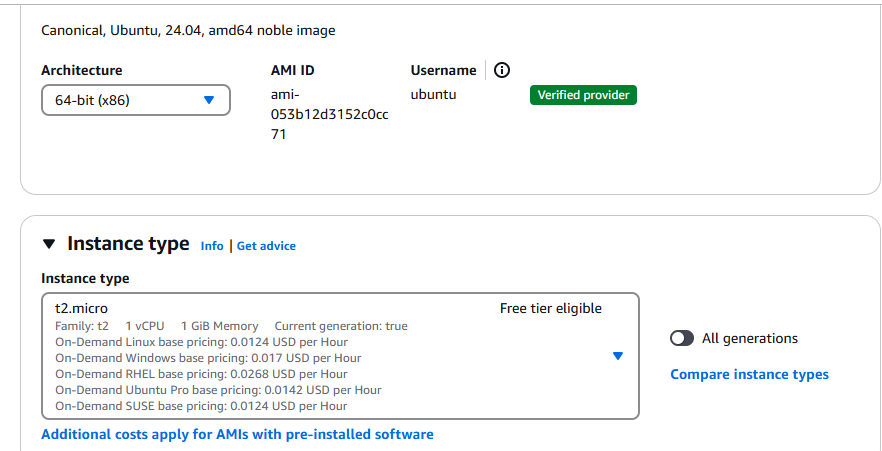 Canonical, Ubuntu, 24.04, amd64 noble image
Architecture
64-bit (x86)
AMI ID
ami-
053b12d3152c0cc
71
Username
ubuntu
Verified provider
Instance type
Info | Get advice
Instance type
t2.micro
Free tier eligible
Family: t2 1 vCPU 1 GiB Memory Current generation: true
On-Demand Linux base pricing: 0.0124 USD per Hour
On-Demand Windows base pricing: 0.017 USD per Hour
On-Demand RHEL base pricing: 0.0268 USD per Hour
On-Demand Ubuntu Pro base pricing: 0.0142 USD per Hour
On-Demand SUSE base pricing: 0.0124 USD per Hour
All generations
Compare instance types
Additional costs apply for AMIs with pre-installed software